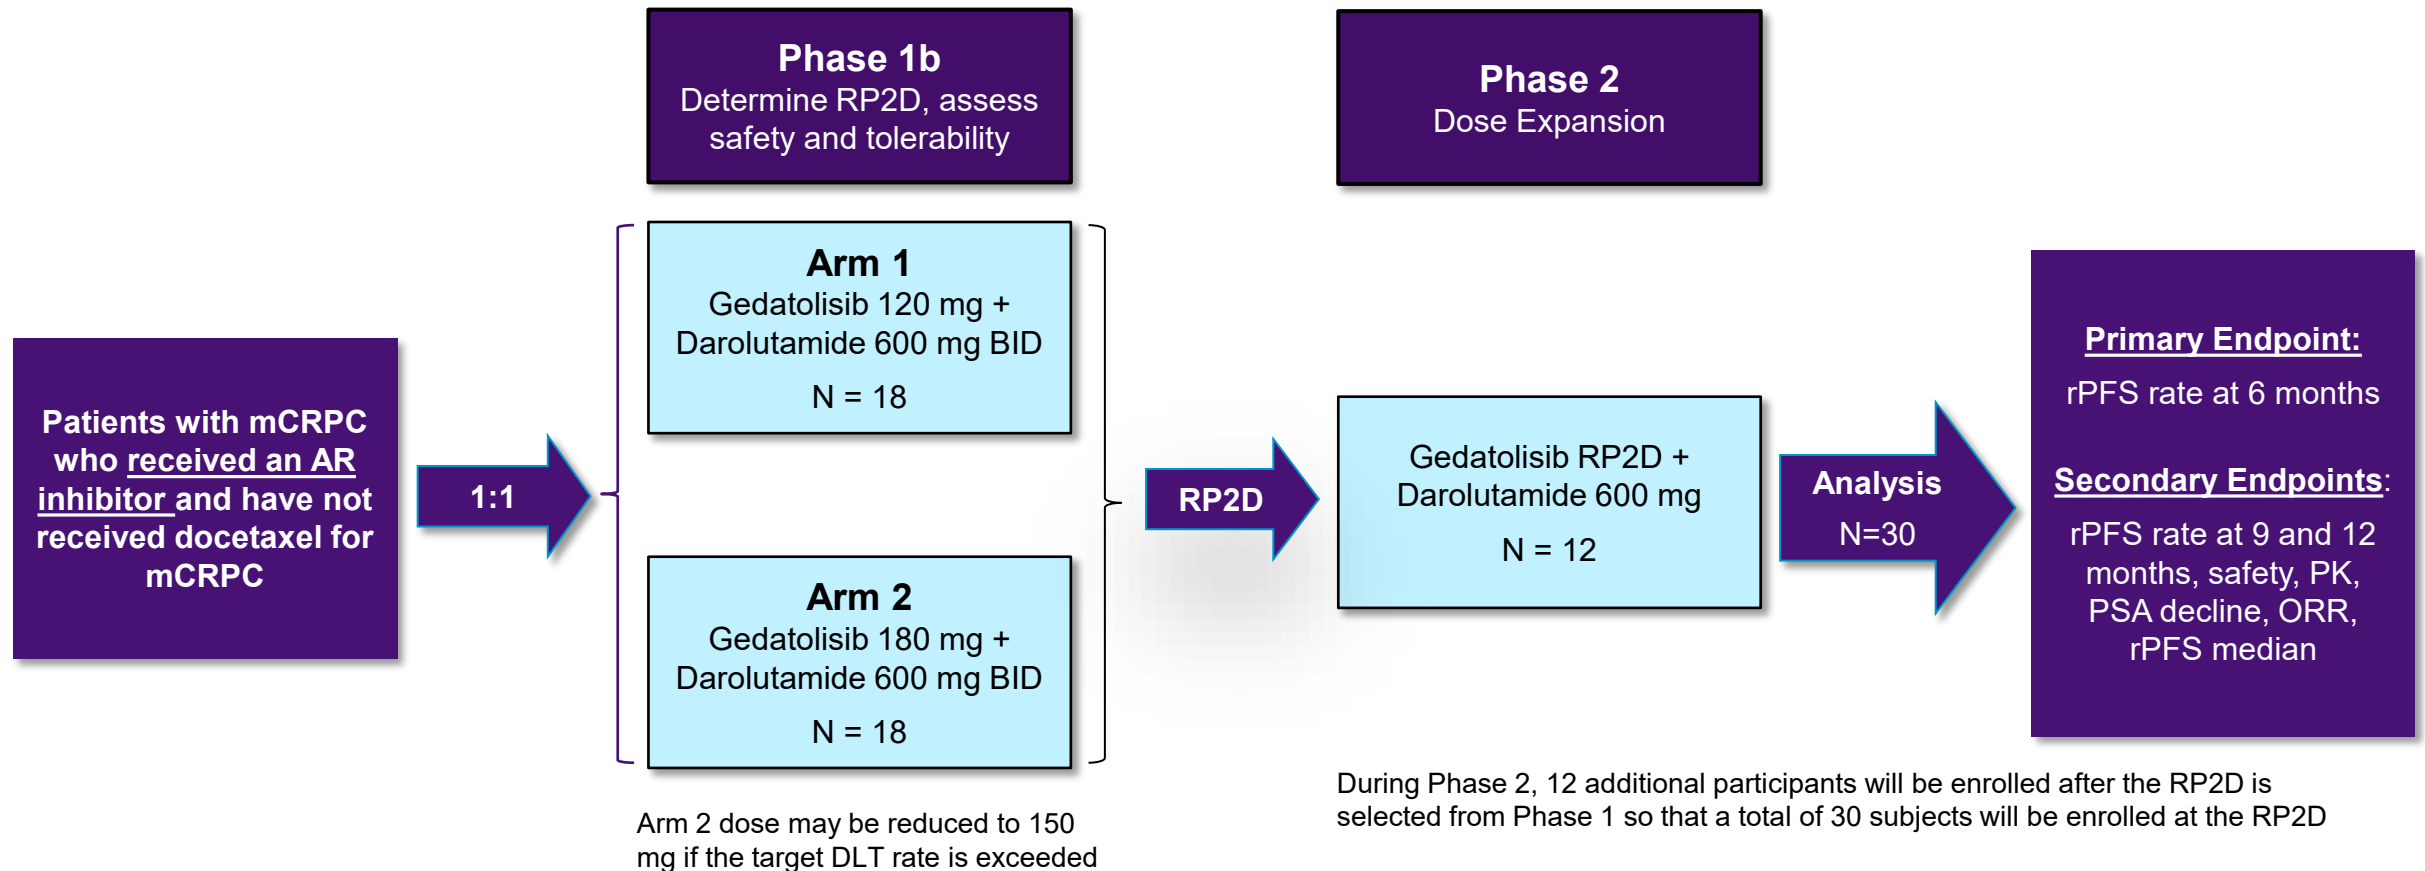 Phase 1b
Determine RP2D, assess
safety and tolerability
Phase 2
Dose Expansion
Patients with mCRPC
who received an AR
inhibitor and have not
received docetaxel for
mCRPC
1:1
Arm 1
Gedatolisib 120 mg +
Darolutamide 600 mg BID
N = 18
Arm 2
Gedatolisib 180 mg +
Darolutamide 600 mg BID
N = 18
Arm 2 dose may be reduced to 150
mg if the target DLT rate is exceeded
RP2D
Gedatolisib RP2D +
Darolutamide 600 mg
N = 12
During Phase 2, 12 additional participants will be enrolled after the RP2D is
selected from Phase 1 so that a total of 30 subjects will be enrolled at the RP2D
Analysis
N=30
Primary Endpoint:
rPFS rate at 6 months
Secondary Endpoints:
rPFS rate at 9 and 12
months, safety, PK,
PSA decline, ORR,
rPFS median